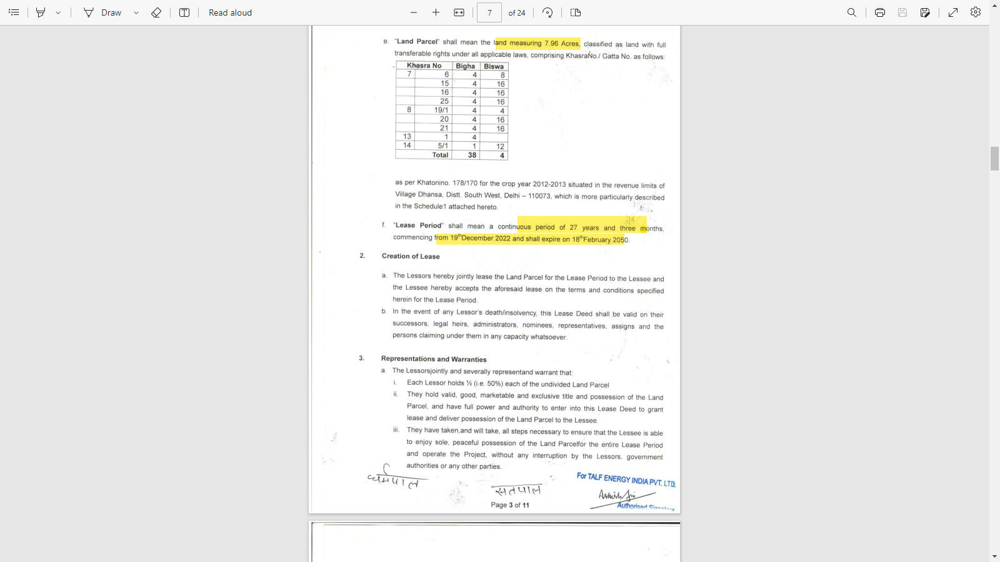 Draw
Read aloud
7 of 24
e. "Land Parcel" shall mean the land measuring 7.96 Acres, classified as land with full
transferable rights under all applicable laws, comprising KhasraNo./ Gatta No. as follows:
Khasra No Bigha Biswa
7 6 4 8
15 4 16
16 4 16
25 4 16
8 19/1 4 4
20 4 16
21 4 16
13 1 4
14 5/1 1 12
Total 38 4
as per Khatonino. 178/170 for the crop year 2012-2013 situated in the revenue limits of
Village Dhansa, Distt. South West, Delhi – 110073, which is more particularly described
in the Schedule1 attached hereto.
f. "Lease Period" shall mean a continuous period of 27 years and three months,
commencing from 19thDecember 2022 and shall expire on 18thFebruary 2050.
2. Creation of Lease
a. The Lessors hereby jointly lease the Land Parcel for the Lease Period to the Lessee and
the Lessee hereby accepts the aforesaid lease on the terms and conditions specified
herein for the Lease Period.
b. In the event of any Lessor's death/insolvency, this Lease Deed shall be valid on their
successors, legal heirs, administrators, nominees, representatives, assigns and the
persons claiming under them in any capacity whatsoever.
3. Representations and Warranties
a. The Lessorsjointly and severally representand warrant that:
i. Each Lessor holds ½ (i.e. 50%) each of the undivided Land Parcel
ii. They hold valid, good, marketable and exclusive title and possession of the Land
Parcel, and have full power and authority to enter into this Lease Deed to grant
lease and deliver possession of the Land Parcel to the Lessee.
iii. They have taken,and will take, all steps necessary to ensure that the Lessee is able
to enjoy sole, peaceful possession of the Land Parcelfor the entire Lease Period
and operate the Project, without any interruption by the Lessors, government
authorities or any other parties.
For TALF ENERGY INDIA PVT. LTD.
धर्मपाल
सतपाल
Page 3 of 11
Authorised Signatory